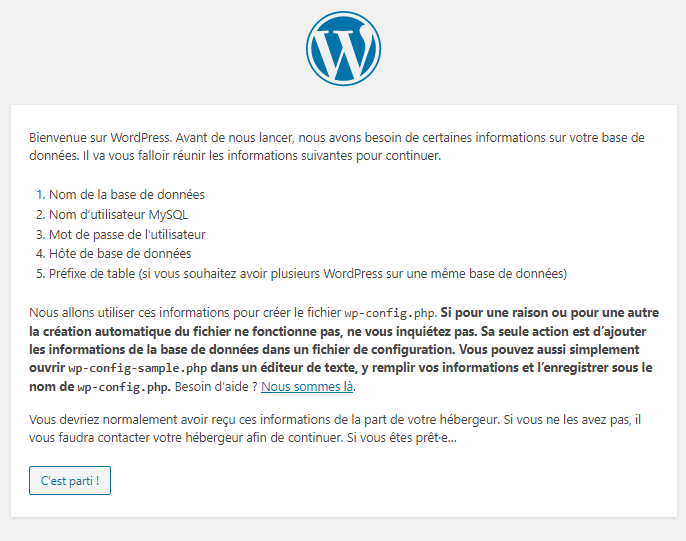 Bienvenue sur WordPress. Avant de nous lancer, nous avons besoin de certaines informations sur votre base de
données. Il va vous falloir réunir les informations suivantes pour continuer.
1. Nom de la base de données
2. Nom d’utilisateur MySQL
3. Mot de passe de l’utilisateur
4. Hôte de base de données
5. Préfixe de table (si vous souhaitez avoir plusieurs WordPress sur une même base de données)
Nous allons utiliser ces informations pour créer le fichier wp-config.php. Si pour une raison ou pour une autre
la création automatique du fichier ne fonctionne pas, ne vous inquiétez pas. Sa seule action est d’ajouter
les informations de la base de données dans un fichier de configuration. Vous pouvez aussi simplement
ouvrir wp-config-sample.php dans un éditeur de texte, y remplir vos informations et l’enregistrer sous le
nom de wp-config.php. Besoin d’aide ? Nous sommes là.
Vous devriez normalement avoir reçu ces informations de la part de votre hébergeur. Si vous ne les avez pas, il
vous faudra contacter votre hébergeur afin de continuer. Si vous êtes prêt·e…
C’est parti !